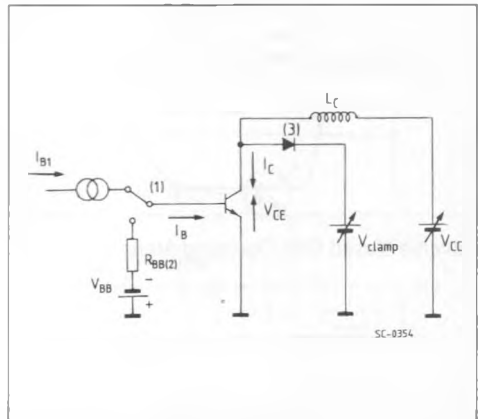 L_C
(3)
I_B1
(1)
I_C
V_CE
I_B
V_clamp
V_CC
R_BB(2)
V_BB
-
+
SC-0354